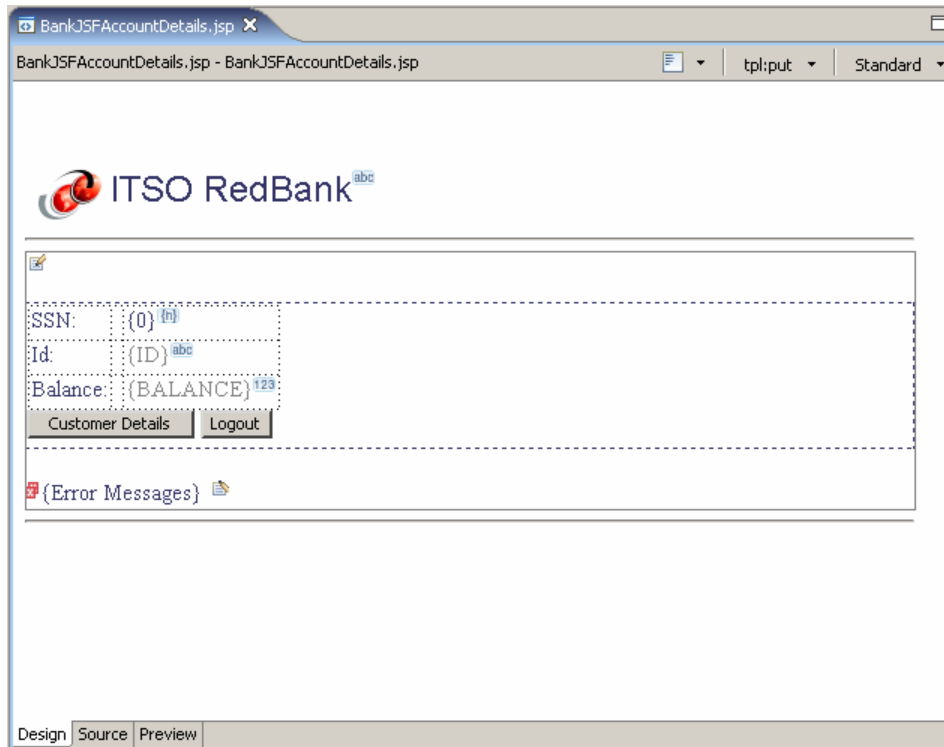 BankJSFAccountDetails.jsp
BankJSFAccountDetails.jsp - BankJSFAccountDetails.jsp tpl:put Standard
ITSO RedBank abc
SSN: {0} {n}
Id: {ID} abc
Balance: {BALANCE} 123
Customer Details Logout
{Error Messages}
Design Source Preview